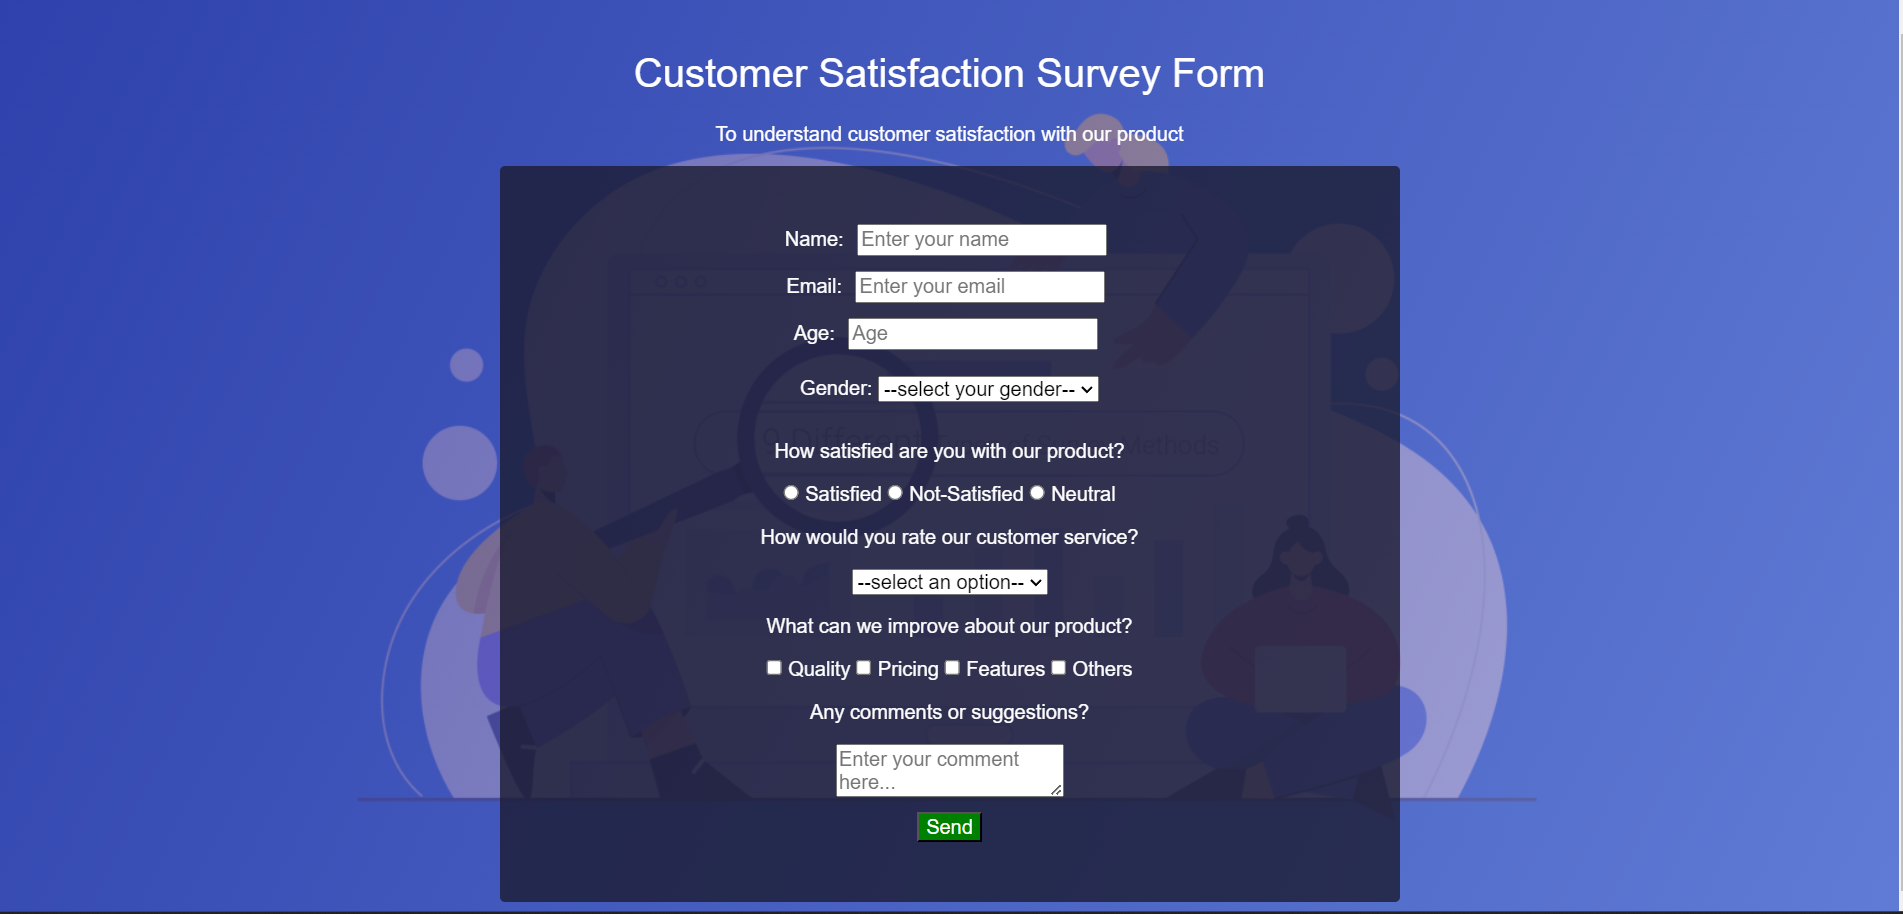 Customer Satisfaction Survey Form
To understand customer satisfaction with our product
Name: Enter your name
Email: Enter your email
Age: Age
Gender: --select your gender--
9 Different Methods
How satisfied are you with our product?
Satisfied Not-Satisfied Neutral
How would you rate our customer service?
--select an option--
What can we improve about our product?
Quality Pricing Features Others
Any comments or suggestions?
Enter your comment
here...
Send